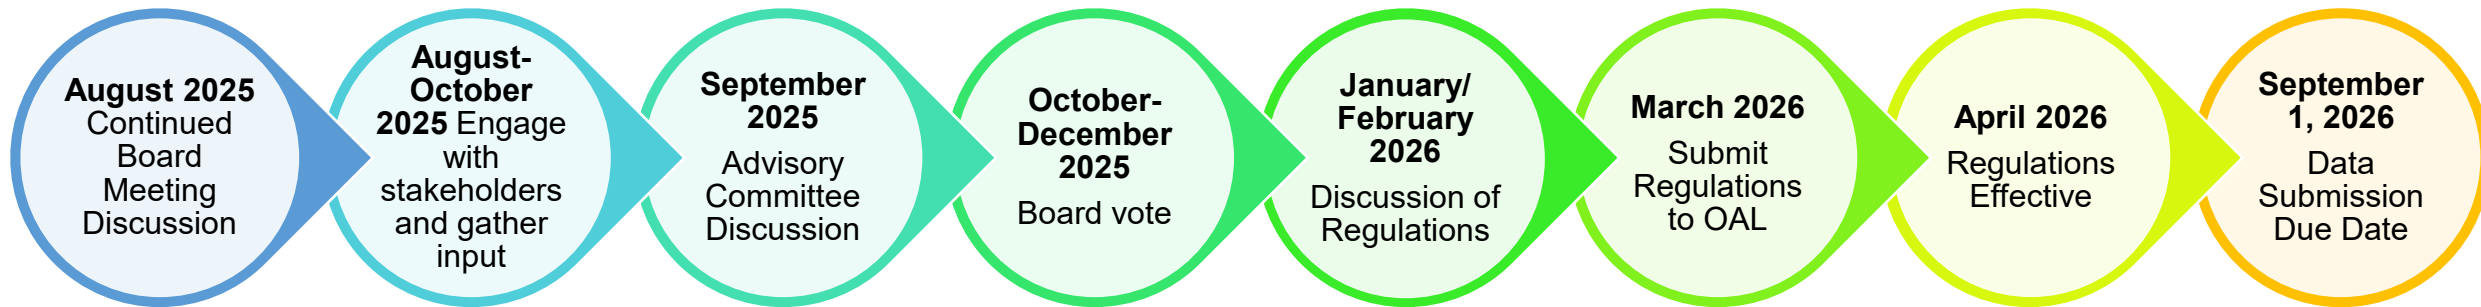 August 2025
Continued
Board
Meeting
Discussion
August-
October
2025 Engage
with
stakeholders
and gather
input
September
2025
Advisory
Committee
Discussion
October-
December
2025
Board vote
January/
February
2026
Discussion of
Regulations
March 2026
Submit
Regulations
to OAL
April 2026
Regulations
Effective
September
1, 2026
Data
Submission
Due Date